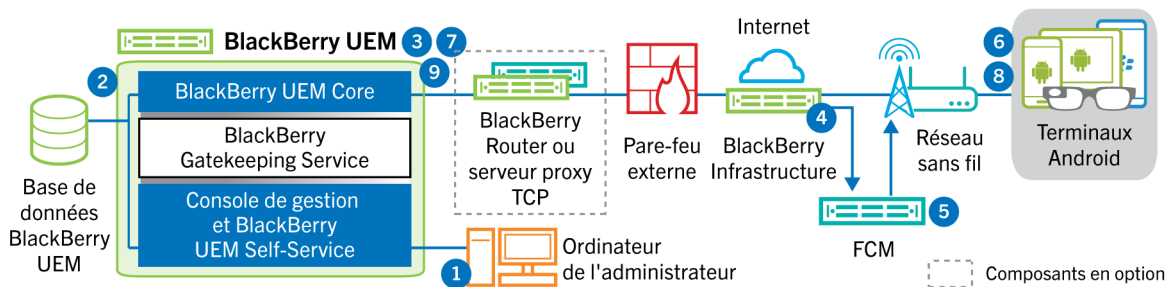 BlackBerry UEM
3
7
9
2
BlackBerry UEM Core
BlackBerry
Gatekeeping Service
Console de gestion
et BlackBerry
UEM Self-Service
Base de
données
BlackBerry
UEM
1
Ordinateur
de l'administrateur
BlackBerry
Router ou
serveur proxy
TCP
Pare-feu
externe
Internet
4
BlackBerry
Infrastructure
5
FCM
Réseau
sans fil
6
8
Terminaux
Android
Composants en option